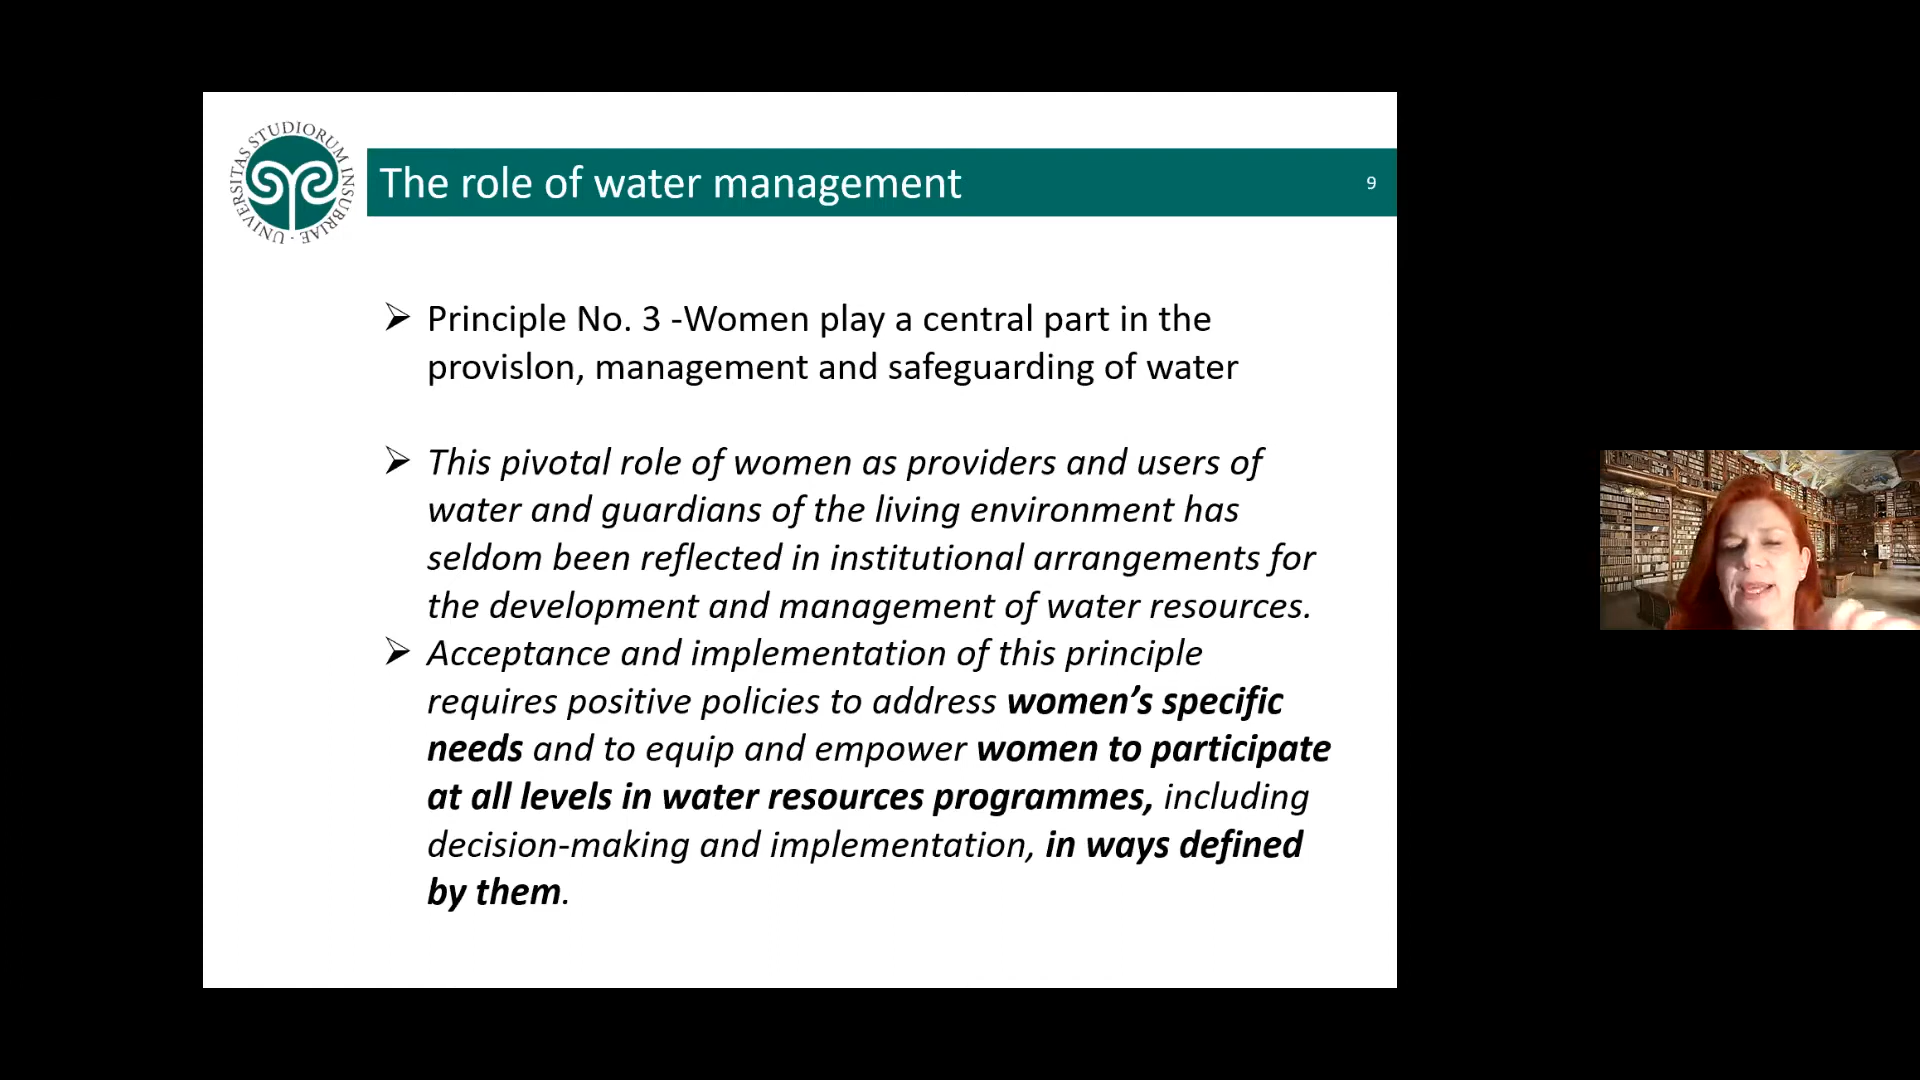 UNIVERSITAS STUDIORUM INSUBRIAE
The role of water management
9
➢ Principle No. 3 -Women play a central part in the
provislon, management and safeguarding of water
➢ This pivotal role of women as providers and users of
water and guardians of the living environment has
seldom been reflected in institutional arrangements for
the development and management of water resources.
➢ Acceptance and implementation of this principle
requires positive policies to address women’s specific
needs and to equip and empower women to participate
at all levels in water resources programmes, including
decision-making and implementation, in ways defined
by them.